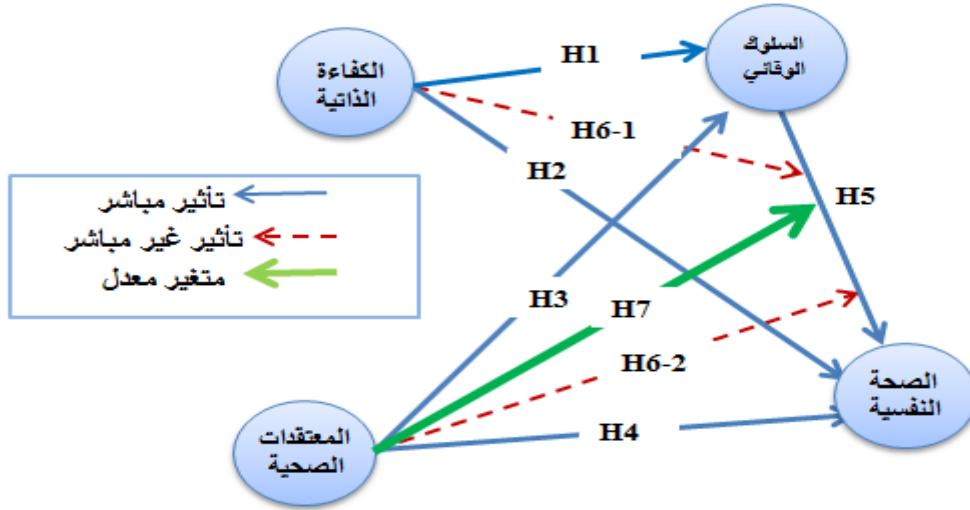 السلوك
الوقائي
H1
الكفاءة
الذاتية
H6-1
H2
H5
تأثير مباشر
تأثير غير مباشر
متغير معدل
H3
H7
H6-2
الصحة
النفسية
H4
المعتقدات
الصحية